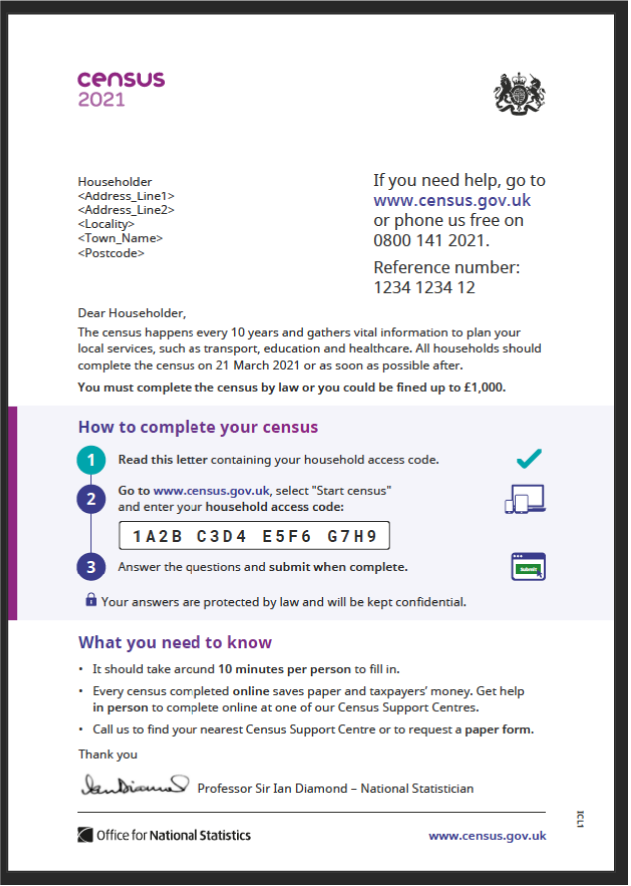 census
2021
Householder
<Address_Line1>
<Address_Line2>
<Locality>
<Town_Name>
<Postcode>
If you need help, go to
www.census.gov.uk
or phone us free on
0800 141 2021.
Reference number:
1234 1234 12
Dear Householder,
The census happens every 10 years and gathers vital information to plan your
local services, such as transport, education and healthcare. All households should
complete the census on 21 March 2021 or as soon as possible after.
You must complete the census by law or you could be fined up to £1,000.
How to complete your census
1 Read this letter containing your household access code.
2 Go to www.census.gov.uk, select "Start census"
and enter your household access code:
1A2B C3D4 E5F6 G7H9
3 Answer the questions and submit when complete.
Submit
Your answers are protected by law and will be kept confidential.
What you need to know
• It should take around 10 minutes per person to fill in.
• Every census completed online saves paper and taxpayers' money. Get help
in person to complete online at one of our Census Support Centres.
• Call us to find your nearest Census Support Centre or to request a paper form.
Thank you
Ian Diamond Professor Sir Ian Diamond – National Statistician
ICL1
Office for National Statistics
www.census.gov.uk